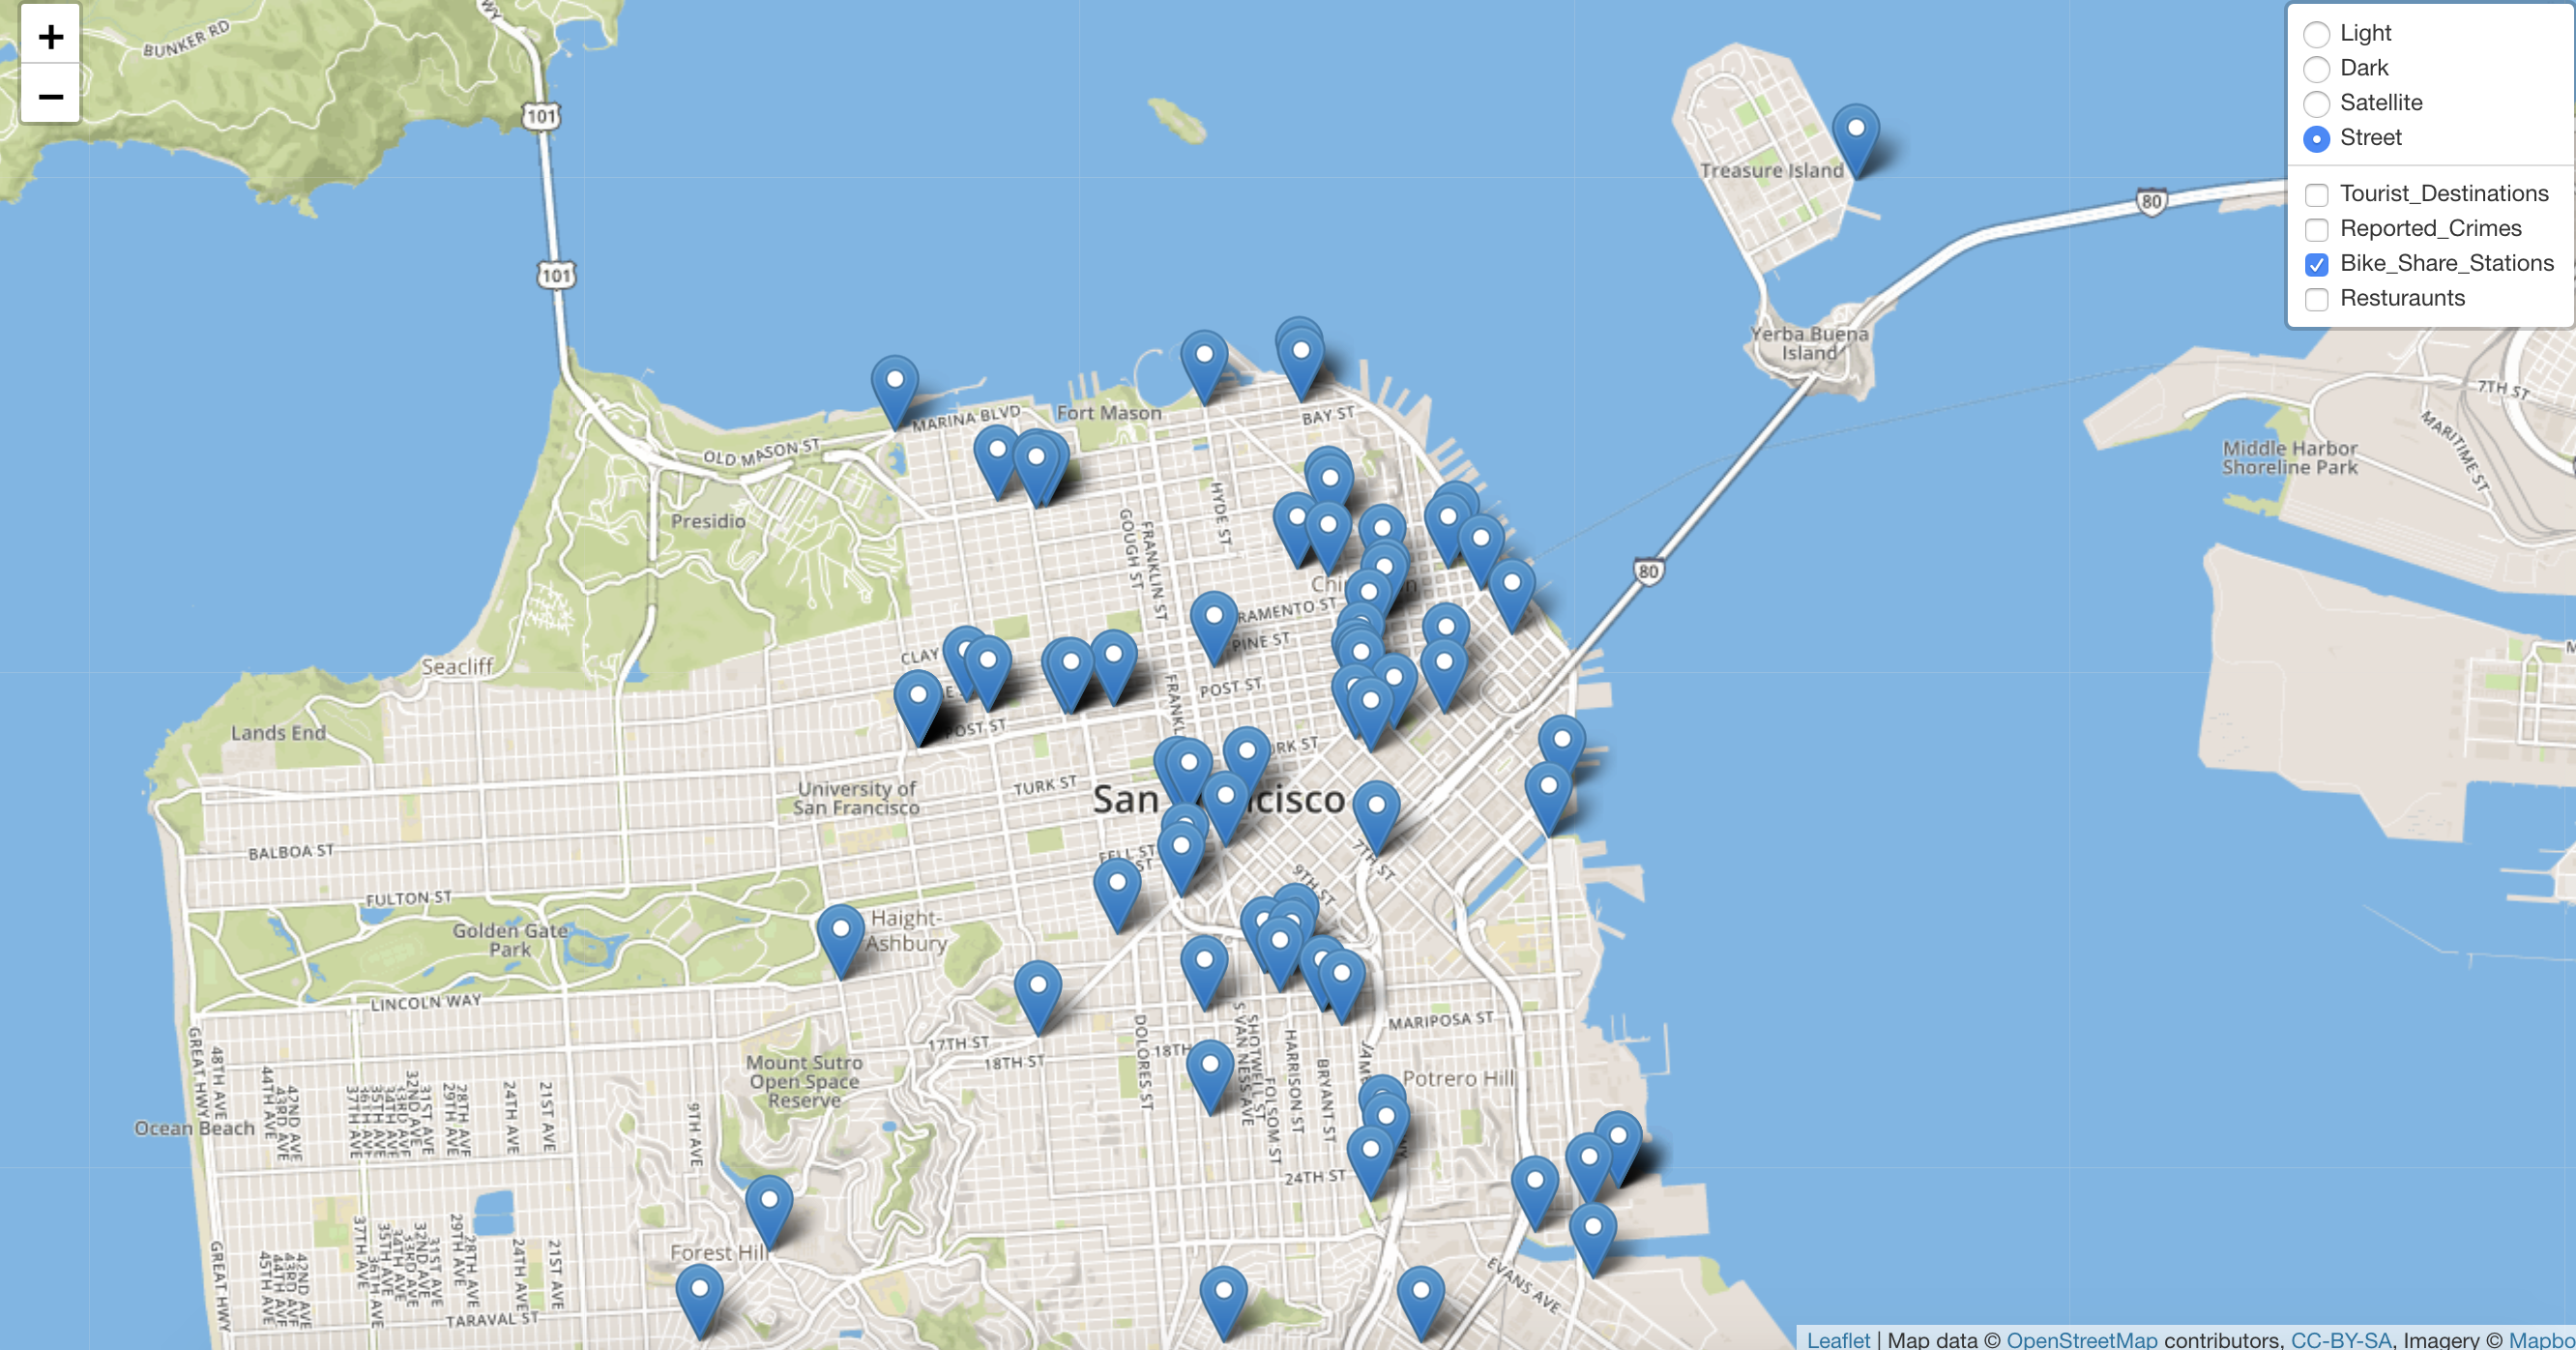 +
−
WY
BUNKER RD
101
101
Light
Dark
Satellite
Street
Tourist_Destinations
Reported_Crimes
Bike_Share_Stations
Resturaunts
Treasure Island
80
Yerba Buena
Island
7TH ST
MARITIME ST
Middle Harbor
Shoreline Park
80
MARINA BLVD
Fort Mason
BAY ST
OLD MASON ST
Presidio
HYDE ST
FRANKLIN ST
GOUGH ST
RAMENTO ST
PINE ST
CLAY
Seacliff
POST ST
POST ST
Lands End
TURK ST
University of
San Francisco
San
cisco
BALBOA ST
FELL ST
7TH ST
9TH ST
FULTON ST
Golden Gate
Park
Haight-
Ashbury
LINCOLN WAY
17TH ST
18TH ST
18TH
MARIPOSA ST
DOLORES ST
S VAN NESS AVE
SHOTWELL ST
FOLSOM ST
HARRISON ST
BRYANT ST
Potrero Hill
Mount Sutro
Open Space
Reserve
9TH AVE
Ocean Beach
GREAT HWY
48TH AVE
44TH AVE
43RD AVE
42ND AVE
37TH AVE
36TH AVE
35TH AVE
34TH AVE
33RD AVE
32ND AVE
31ST AVE
29TH AVE
28TH AVE
24TH AVE
21ST AVE
24TH ST
Forest Hill
GREAT HWY
45TH AVE
44TH AVE
43RD AVE
42ND AVE
37TH AVE
36TH AVE
35TH AVE
34TH AVE
33RD AVE
32ND AVE
31ST AVE
29TH AVE
28TH AVE
24TH AVE
21ST AVE
TARAVAL ST
EVANS AVE
Leaflet | Map data © OpenStreetMap contributors, CC-BY-SA, Imagery © Mapbo